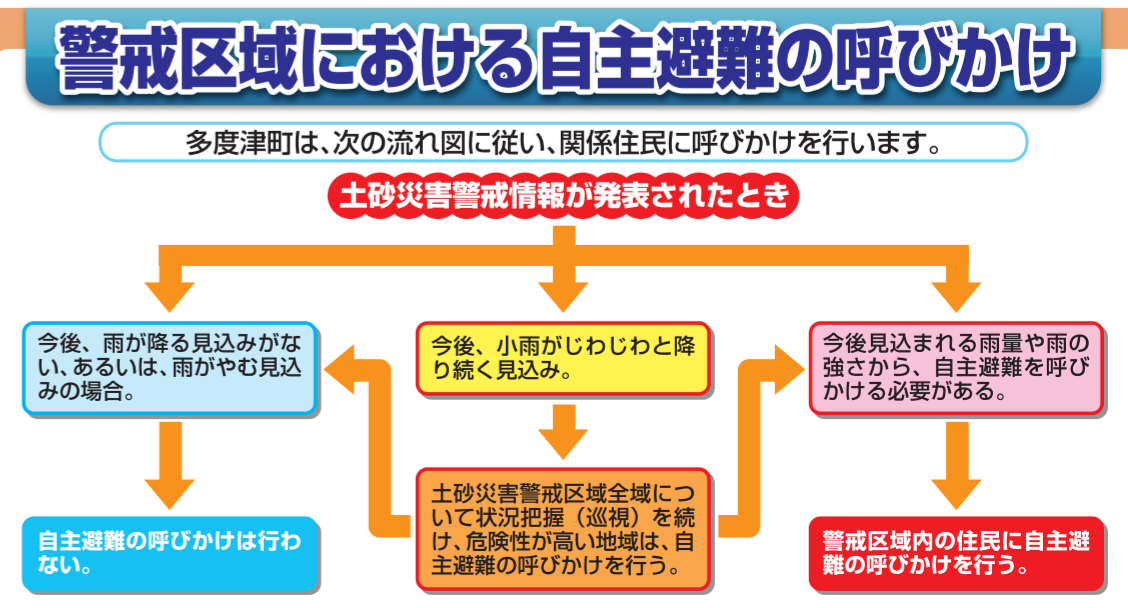 警戒区域における自主避難の呼びかけ
多度津町は、次の流れ図に従い、関係住民に呼びかけを行います。
土砂災害警戒情報が発表されたとき
今後、雨が降る見込みがな
い、あるいは、雨がやむ見込
みの場合。
今後、小雨がじわじわと降
り続く見込み。
今後見込まれる雨量や雨の
強さから、自主避難を呼び
かける必要がある。
自主避難の呼びかけは行わ
ない。
土砂災害警戒区域全域につ
いて状況把握（巡視）を続
け、危険性が高い地域は、自
主避難の呼びかけを行う。
警戒区域内の住民に自主避
難の呼びかけを行う。